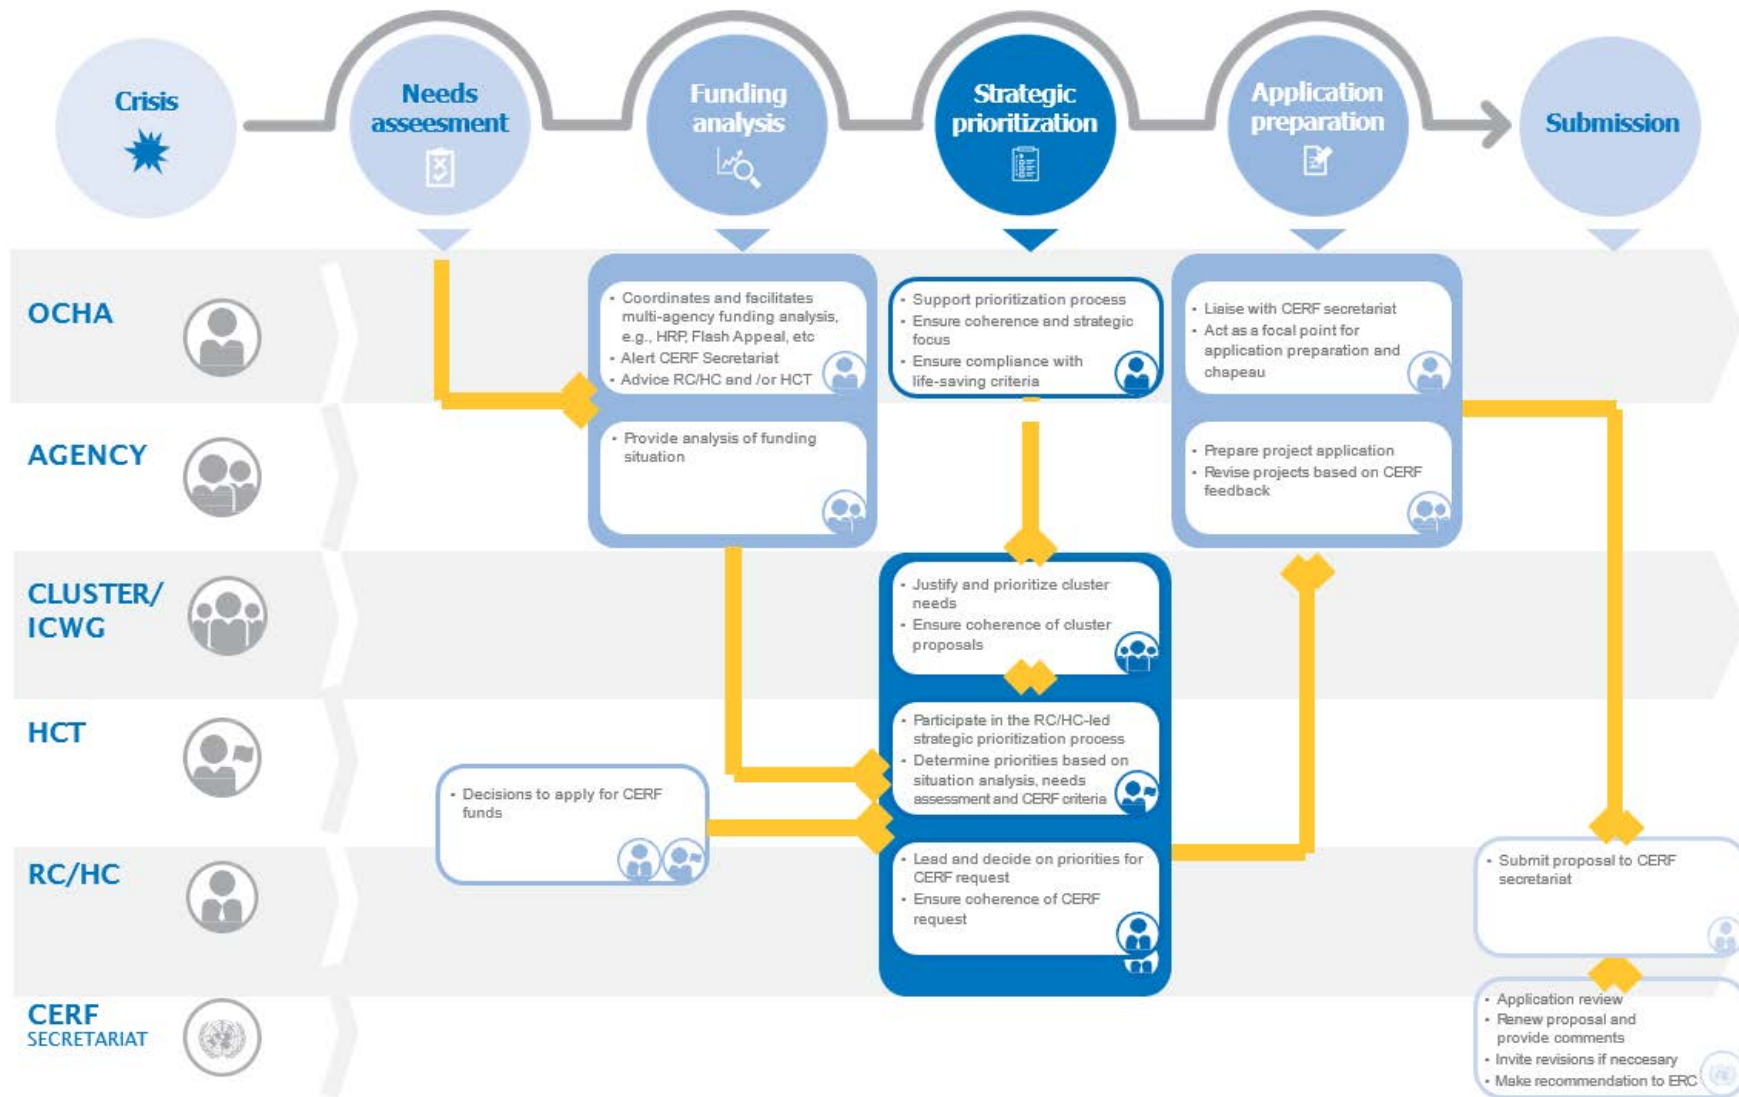 Crisis
Needs
asseesment
Funding
analysis
Strategic
prioritization
Application
preparation
Submission
OCHA
• Coordinates and facilitates
multi-agency funding analysis,
e.g., HRP, Flash Appeal, etc
• Alert CERF Secretariat
• Advice RC/HC and /or HCT
• Support prioritization process
• Ensure coherence and strategic
focus
• Ensure compliance with
life-saving criteria
• Liaise with CERF secretariat
• Act as a focal point for
application preparation and
chapeau
AGENCY
• Provide analysis of funding
situation
• Prepare project application
• Revise projects based on CERF
feedback
CLUSTER/
ICWG
• Justify and prioritize cluster
needs
• Ensure coherence of cluster
proposals
HCT
• Decisions to apply for CERF
funds
• Participate in the RC/HC-led
strategic prioritization process
• Determine priorities based on
situation analysis, needs
assessment and CERF criteria
RC/HC
• Lead and decide on priorities for
CERF request
• Ensure coherence of CERF
request
• Submit proposal to CERF
secretariat
CERF
SECRETARIAT
• Application review
• Renew proposal and
provide comments
• Invite revisions if neccesary
• Make recommendation to ERC